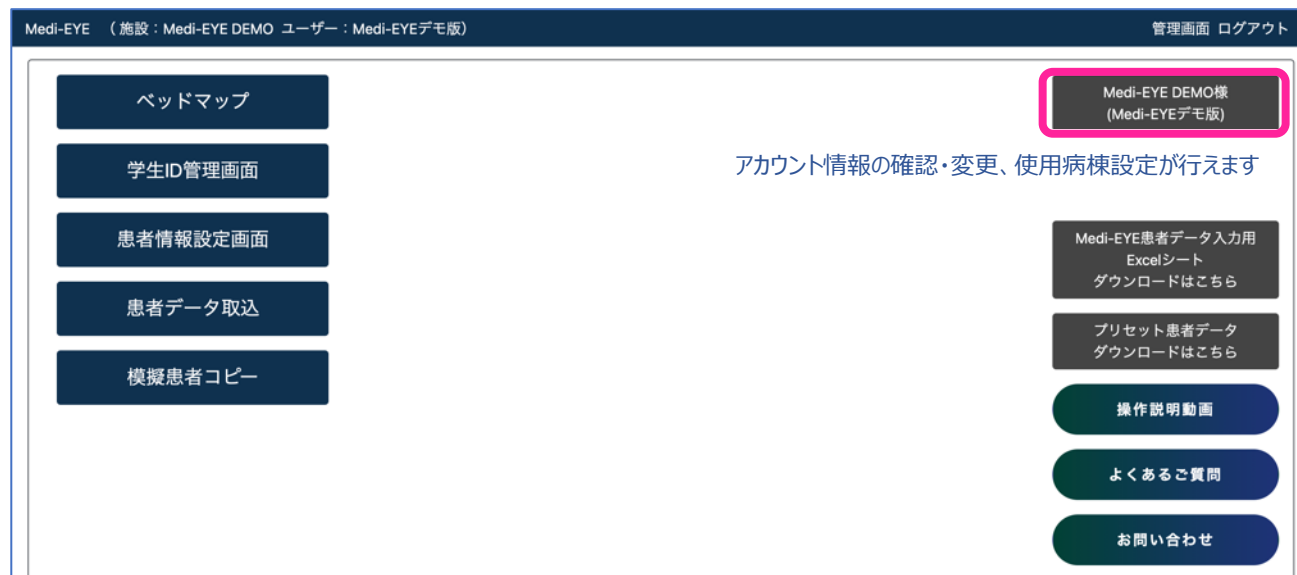 Medi-EYE （施設：Medi-EYE DEMO ユーザー：Medi-EYEデモ版）
管理画面 ログアウト
ベッドマップ
学生ID管理画面
患者情報設定画面
患者データ取込
模擬患者コピー
Medi-EYE DEMO様
(Medi-EYEデモ版)
アカウント情報の確認・変更、使用病棟設定が行えます
Medi-EYE患者データ入力用
Excelシート
ダウンロードはこちら
プリセット患者データ
ダウンロードはこちら
操作説明動画
よくあるご質問
お問い合わせ